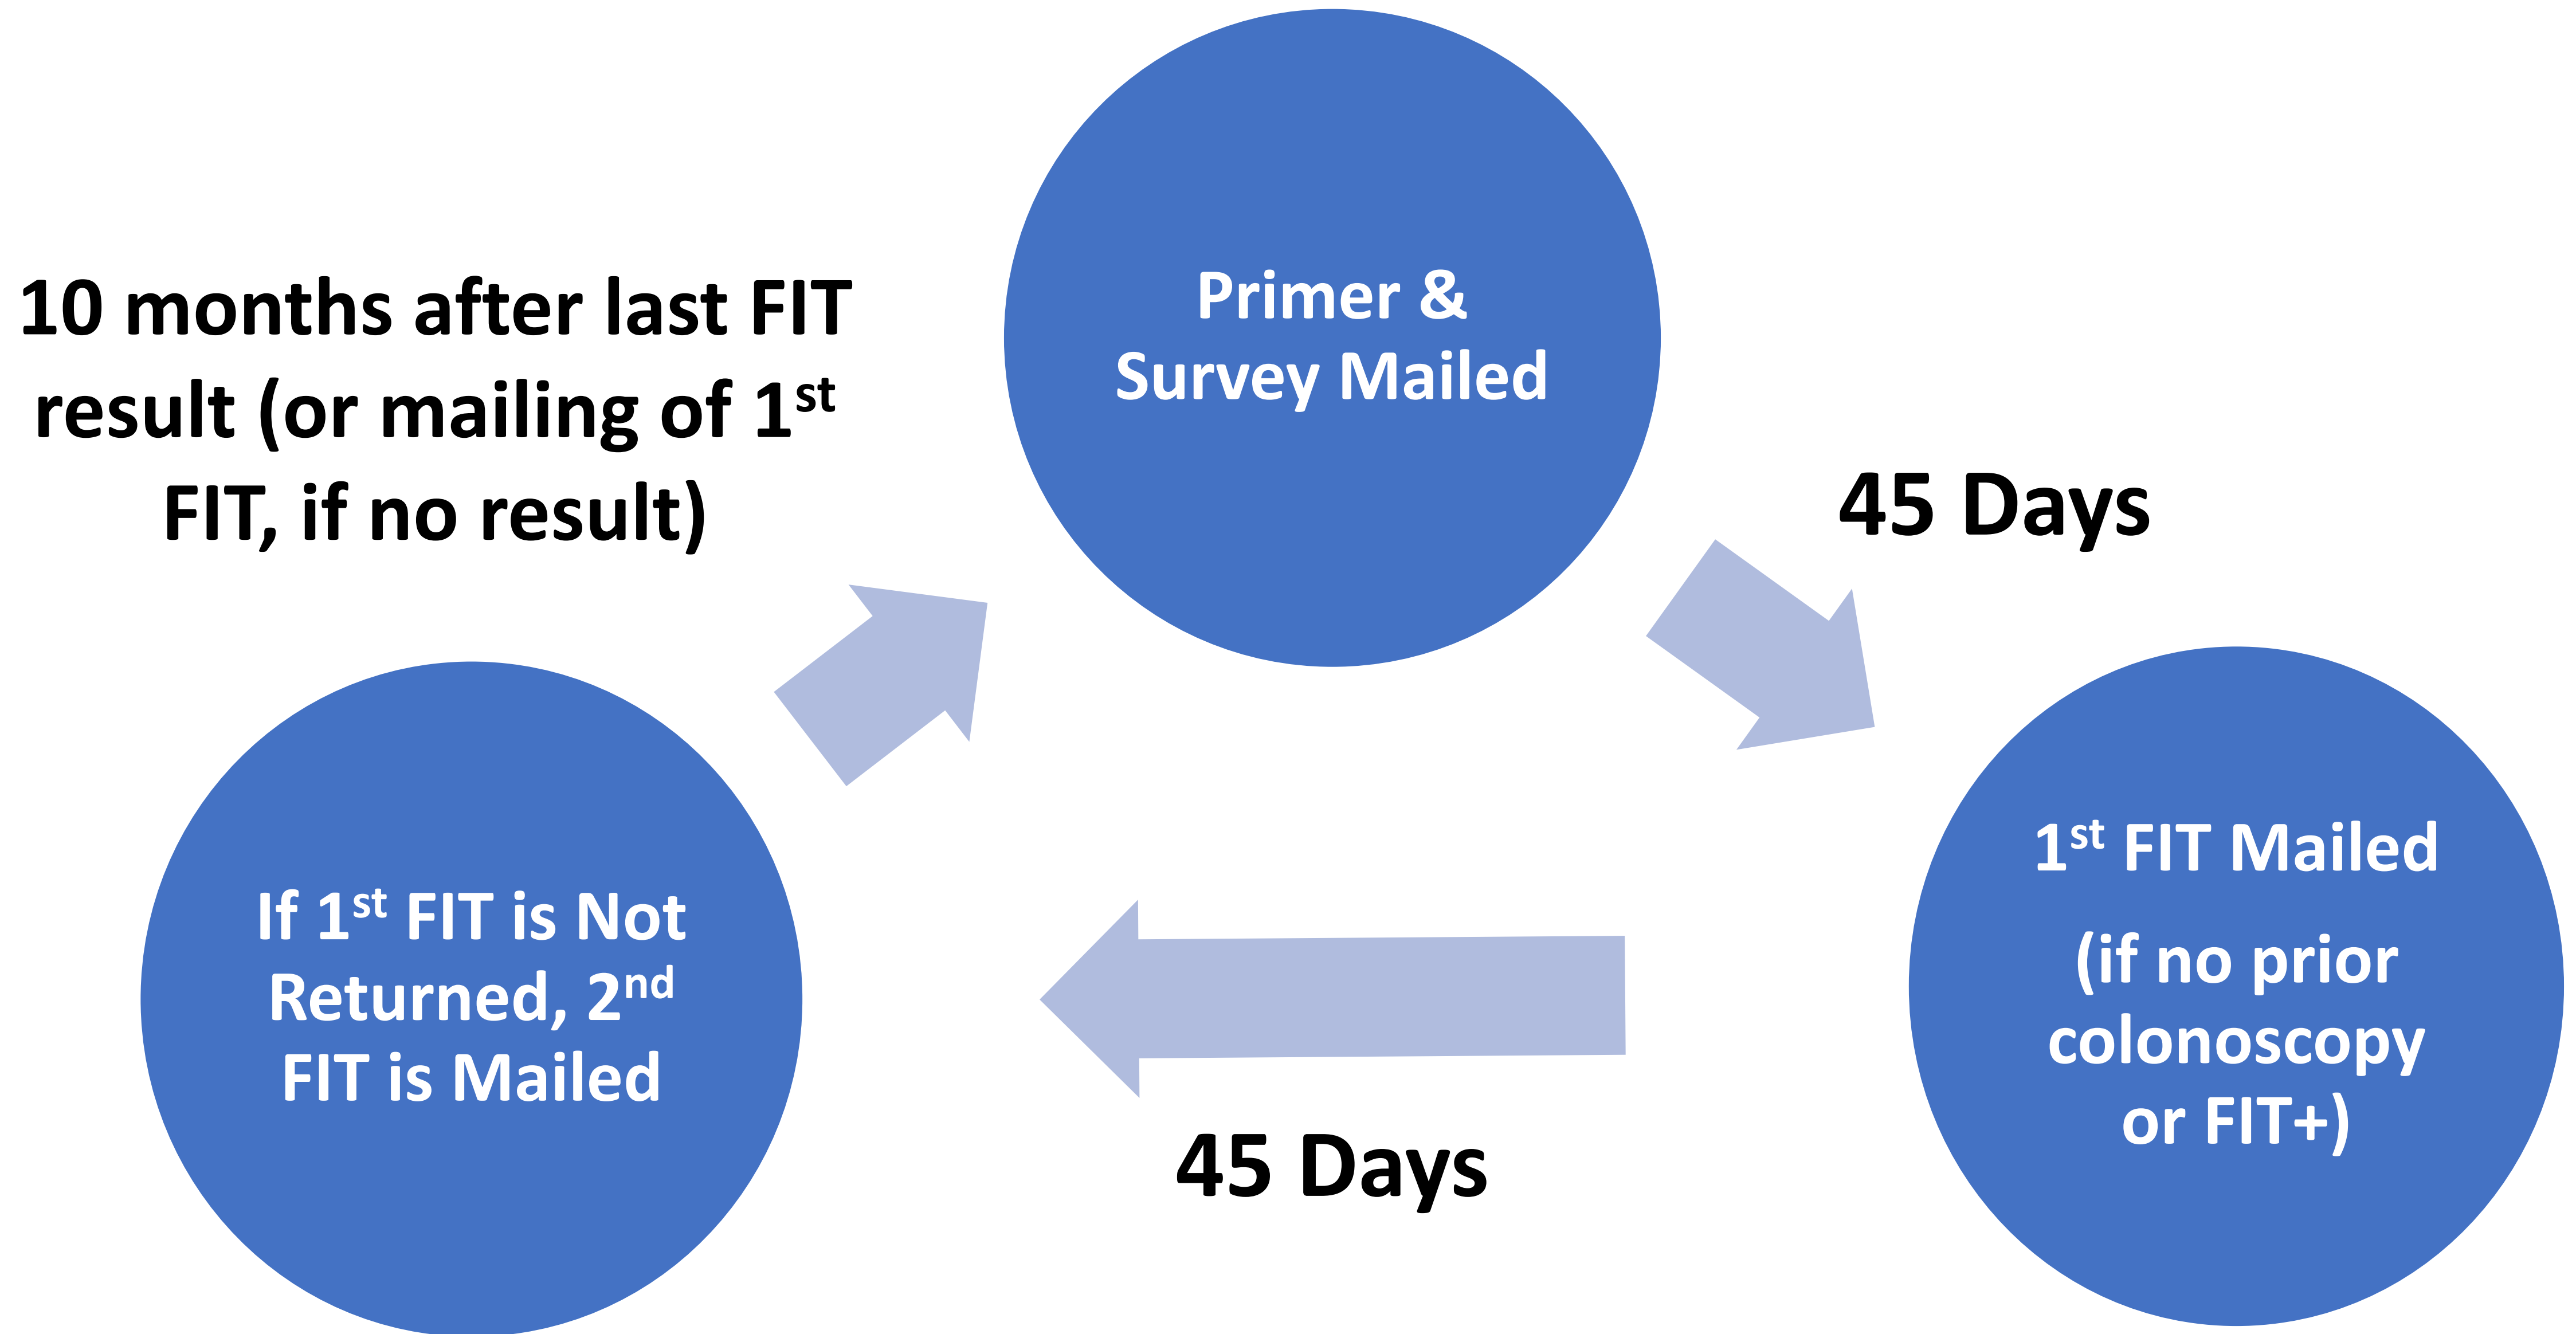 Primer &
Survey Mailed
45 Days
1st FIT Mailed
(if no prior
colonoscopy
or FIT+)
45 Days
If 1st FIT is Not
Returned, 2nd
FIT is Mailed
10 months after last FIT
result (or mailing of 1st
FIT, if no result)